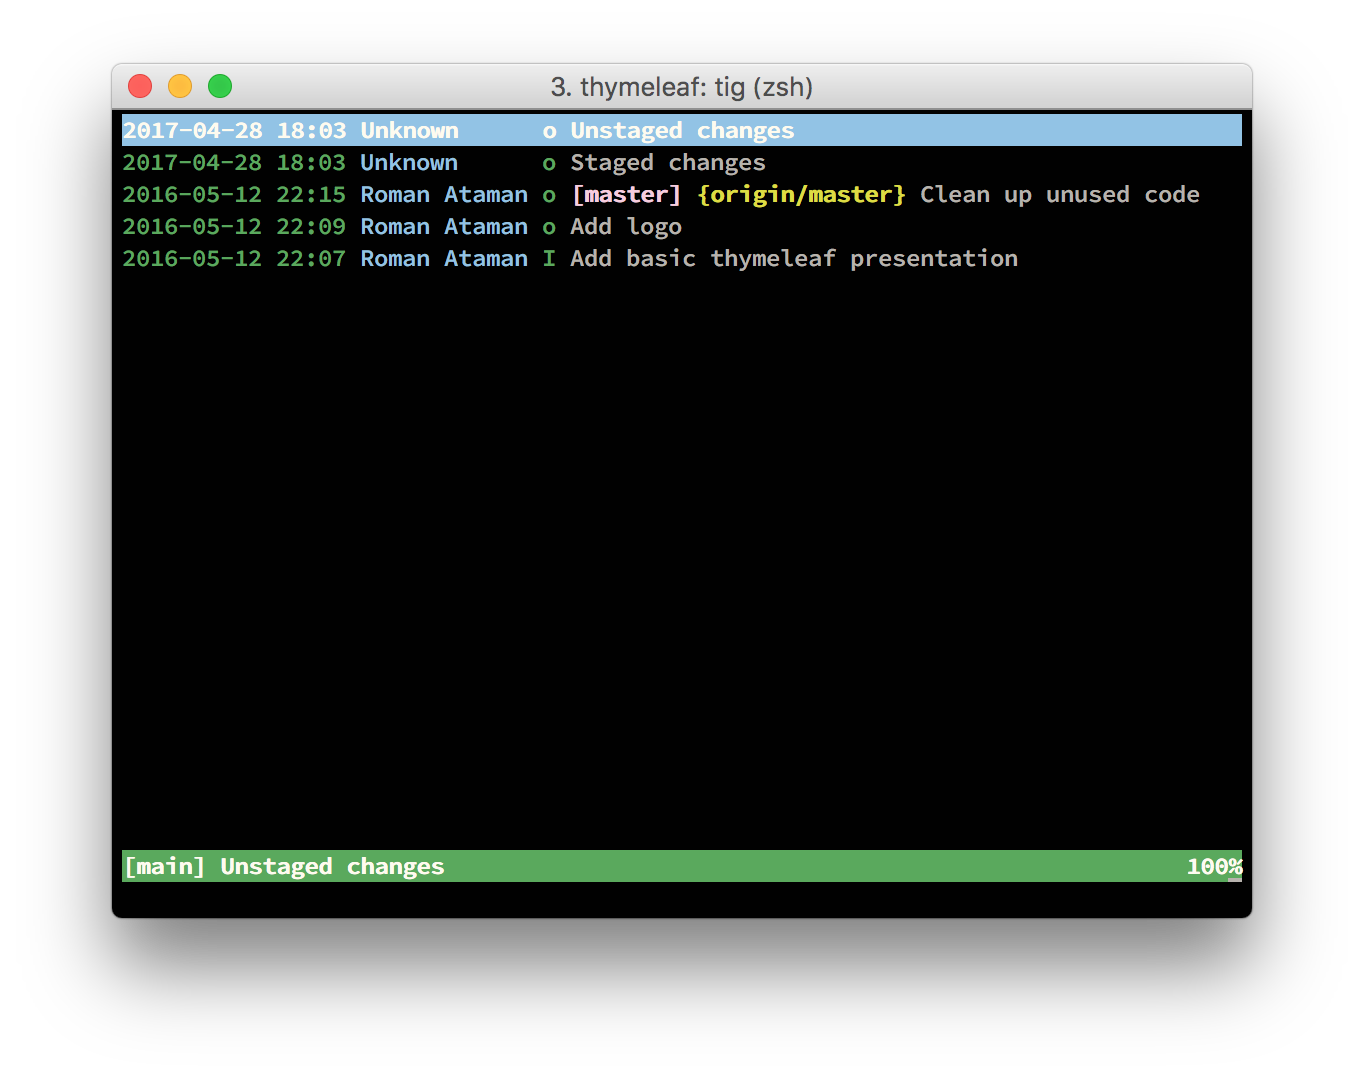 3. thymeleaf: tig (zsh)
2017-04-28 18:03 Unknown      o Unstaged changes
2017-04-28 18:03 Unknown      o Staged changes
2016-05-12 22:15 Roman Ataman o [master] {origin/master} Clean up unused code
2016-05-12 22:09 Roman Ataman o Add logo
2016-05-12 22:07 Roman Ataman I Add basic thymeleaf presentation
[main] Unstaged changes 100%